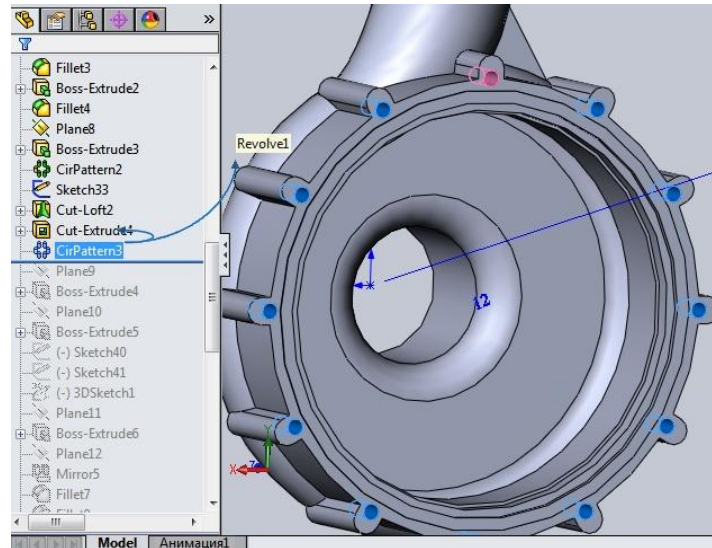 »
Fillet3
Boss-Extrude2
Fillet4
Plane8
Boss-Extrude3
CirPattern2
Sketch33
Cut-Loft2
Cut-Extrude4
CirPattern3
Plane9
Boss-Extrude4
Plane10
Boss-Extrude5
(-) Sketch40
(-) Sketch41
(-) 3DSketch1
Plane11
Boss-Extrude6
Plane12
Mirror5
Fillet7
Revolve1
12
Y
X
Z
Model
Анимация1